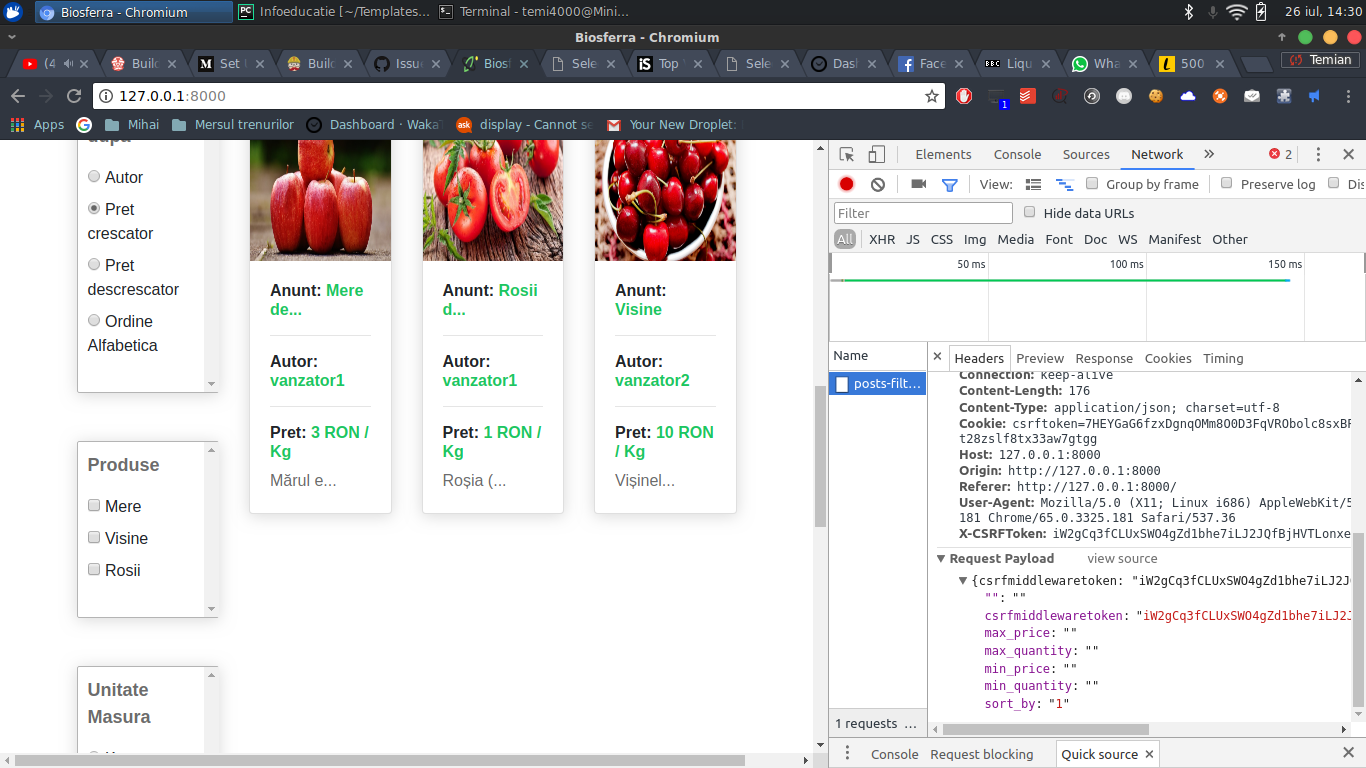 Biosferra - Chromium
Infoeducatie [~/Templates...
Terminal - temi4000@Mini...
26 iul, 14:30
Biosferra - Chromium
(4
Build
Set U
Build
Issue
Biosf
Sele
Top
Sele
Dash
Face
BBC
Liqu
Wha
500
Temian
127.0.0.1:8000
1
Apps
Mihai
Mersul trenurilor
Dashboard · Waka
ask
display - Cannot se
Your New Droplet:
după
Autor
Pret crescator
Pret descrescator
Ordine Alfabetica
Produse
Mere
Visine
Rosii
Unitate Masura
Anunt: Mere de...
Autor: vanzator1
Pret: 3 RON / Kg
Mărul e...
Anunt: Rosii d...
Autor: vanzator1
Pret: 1 RON / Kg
Roșia (...
Anunt: Visine
Autor: vanzator2
Pret: 10 RON / Kg
Vișinel...
Elements Console Sources Network » 2
View: Group by frame Preserve log Dis
Filter
Hide data URLs
All XHR JS CSS Img Media Font Doc WS Manifest Other
50 ms 100 ms 150 ms
Name
posts-filt...
1 requests ...
Headers Preview Response Cookies Timing
Connection: keep-alive
Content-Length: 176
Content-Type: application/json; charset=utf-8
Host: 127.0.0.1:8000
Origin: http://127.0.0.1:8000
Referer: http://127.0.0.1:8000/
User-Agent: Mozilla/5.0 (X11; Linux i686) AppleWebKit/5
181 Chrome/65.0.3325.181 Safari/537.36
X-CSRFToken: iW2gCq3fCLUxSWO4gZd1bhe7iLJ2JQfBjHVTLonxe
Request Payload view source
{csrfmiddlewaretoken: "iW2gCq3fCLUxSWO4gZd1bhe7iLJ2JQ
"": ""
csrfmiddlewaretoken: "iW2gCq3fCLUxSWO4gZd1bhe7iLJ2J
max_price: ""
max_quantity: ""
min_price: ""
min_quantity: ""
sort_by: "1"
Console Request blocking Quick source